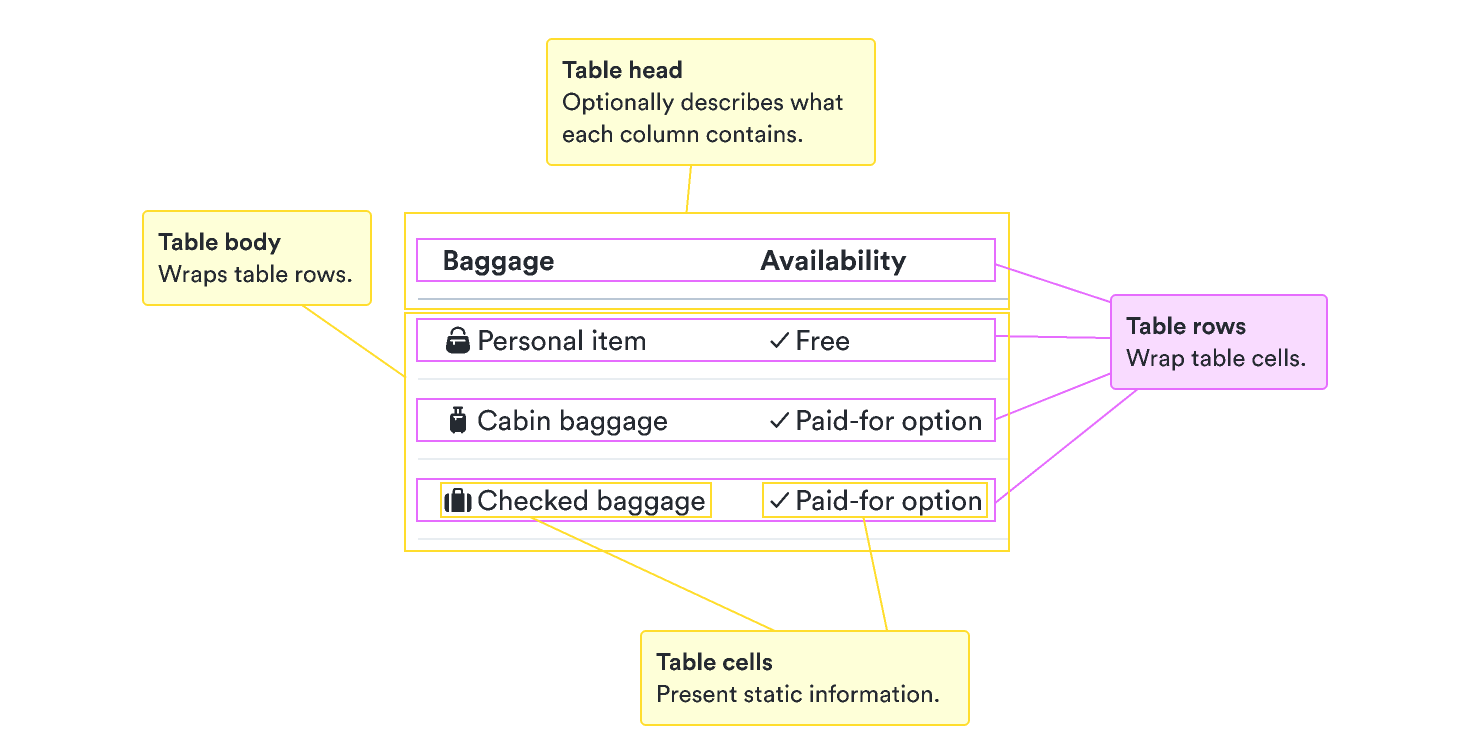 Table head
Optionally describes what
each column contains.
Table body
Wraps table rows.
Baggage Availability
Personal item ✓ Free
Cabin baggage ✓ Paid-for option
Checked baggage ✓ Paid-for option
Table rows
Wrap table cells.
Table cells
Present static information.